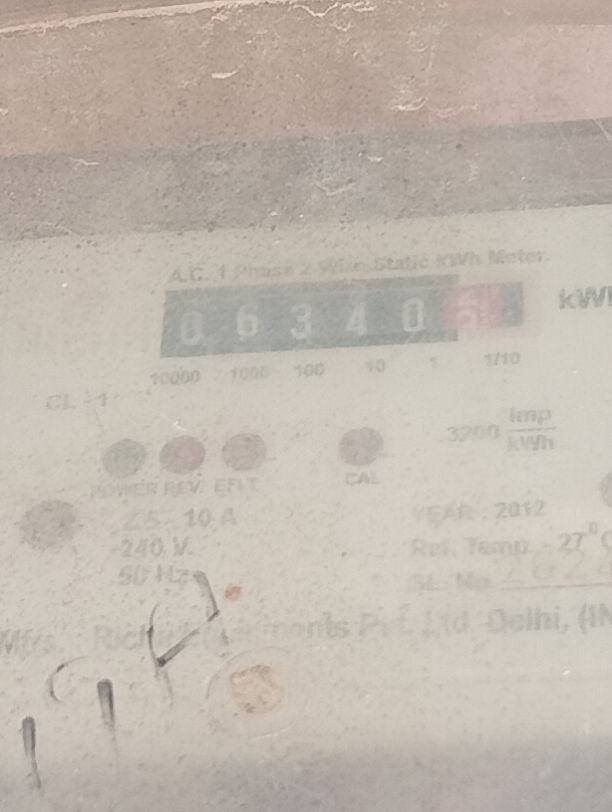 A.C. 1 Phase 2 Wire Static kWh Meter.
0 6 3 4 0 kWh
10000 1000 100 10 1 1/10
CL 1
3200 Imp/kWh
POWER REV. EFLT CAL
10 A YEAR 2012
240 V. Ref. Temp 27°C
50 Hz SL. No.
Mfrs. Pvt. Ltd Delhi, (IN